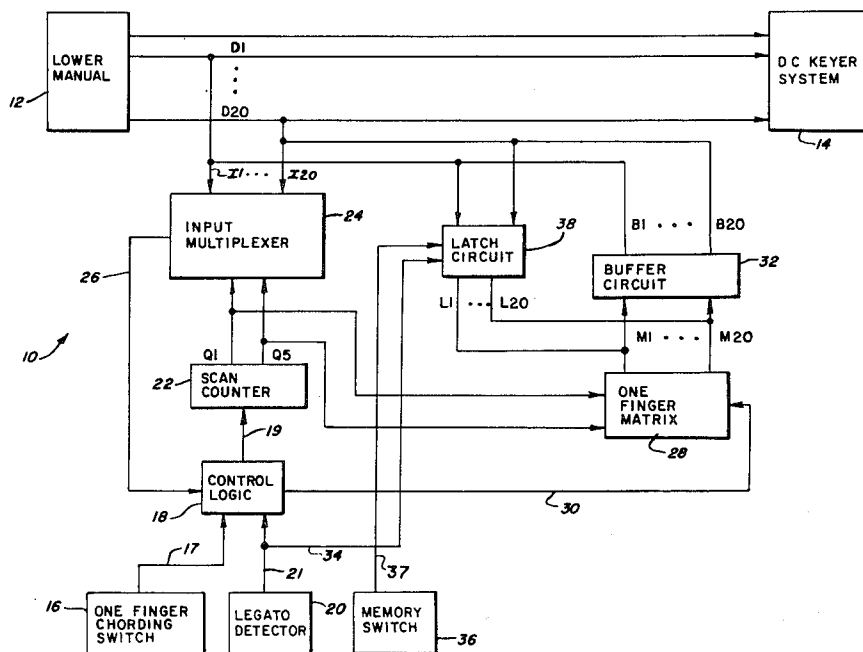 LOWER
MANUAL
12
D1
D20
DC KEYER
SYSTEM
14
I1 ··· I20
INPUT
MULTIPLEXER
24
26
LATCH
CIRCUIT
38
B1 ··· B20
BUFFER
CIRCUIT
32
L1 ··· L20
M1 ··· M20
10
Q1 Q5
22
SCAN
COUNTER
ONE
FINGER
MATRIX
28
19
CONTROL
LOGIC
18
30
17
34
21
37
16
ONE FINGER
CHORDING
SWITCH
LEGATO
DETECTOR
20
MEMORY
SWITCH
36